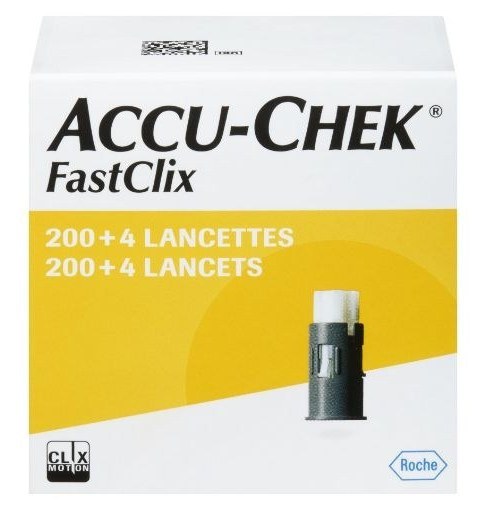 ACCU-CHEK®
FastClix
200+4 LANCETTES
200+4 LANCETS
CLIX
MOTION
Roche